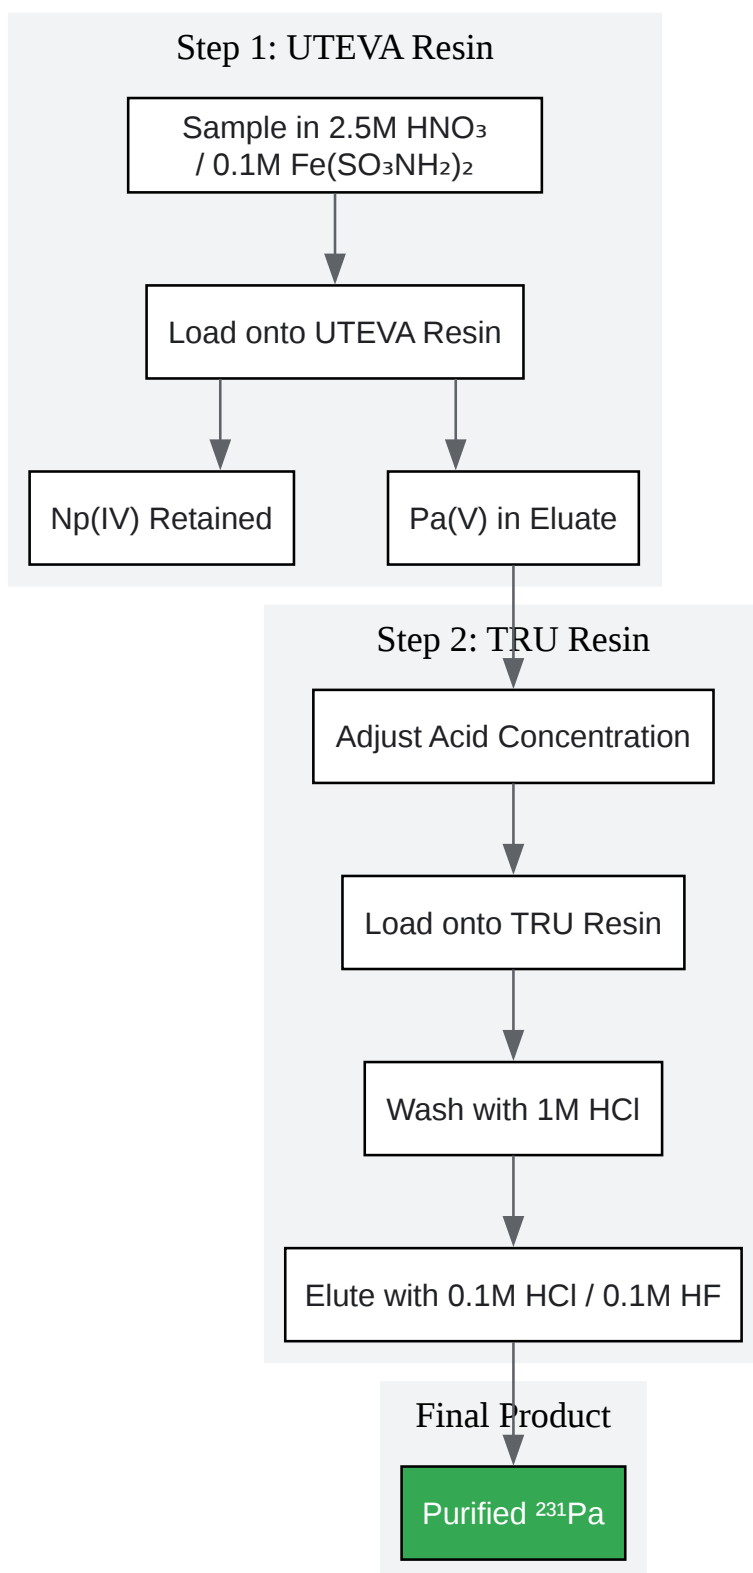 Step 1: UTEVA Resin
Sample in 2.5M HNO₃
/ 0.1M Fe(SO₃NH₂)₂
Load onto UTEVA Resin
Np(IV) Retained
Pa(V) in Eluate
Step 2: TRU Resin
Adjust Acid Concentration
Load onto TRU Resin
Wash with 1M HCl
Elute with 0.1M HCl / 0.1M HF
Final Product
Purified ²³¹Pa